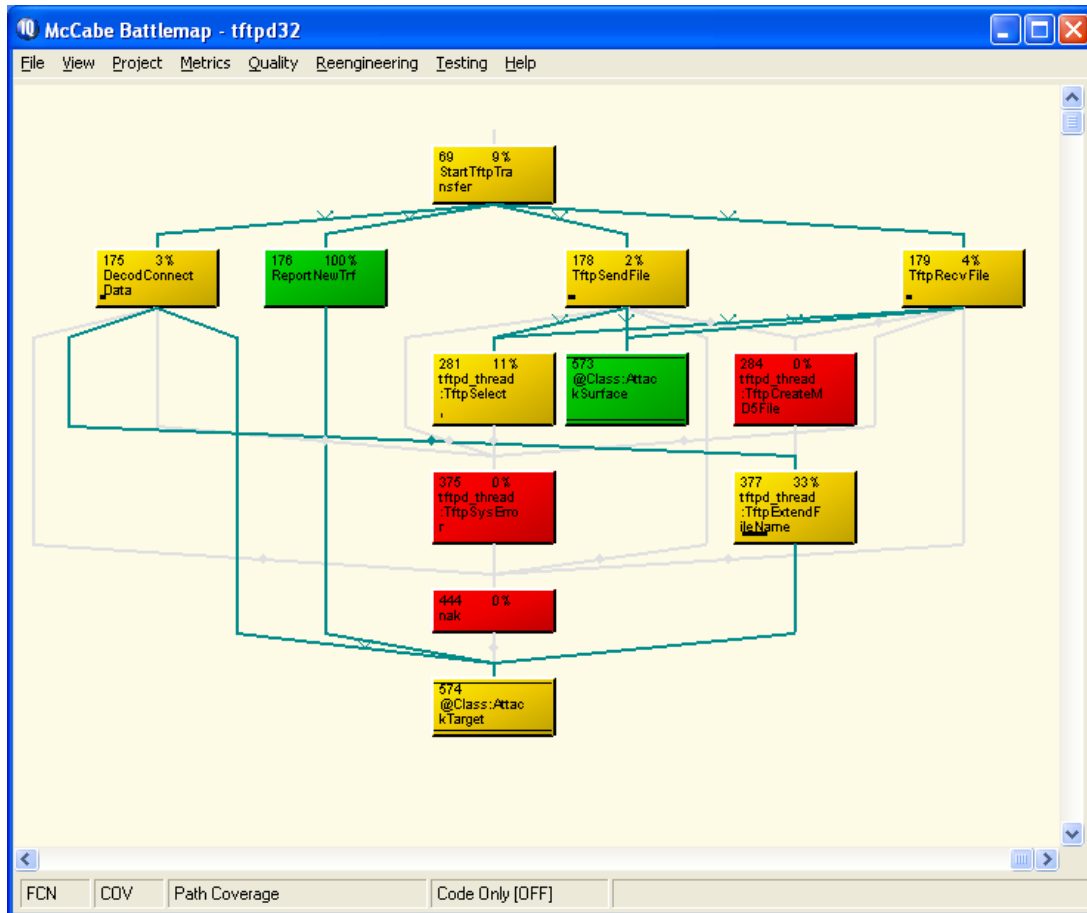 McCabe Battlemap - tftpd32
File View Project Metrics Quality Reengineering Testing Help
69 9%
StartTftpTra
nsfer
175 3%
DecodConnect
Data
176 100%
ReportNewTrf
178 2%
TftpSendFile
179 4%
TftpRecvFile
281 11%
tftpd_thread
:TftpSelect
573
@Class:Attac
kSurface
284 0%
tftpd_thread
:TftpCreateM
D5File
375 0%
tftpd_thread
:TftpSysErro
r
377 33%
tftpd_thread
:TftpExtendF
ileName
444 0%
nak
574
@Class:Attac
kTarget
FCN COV Path Coverage Code Only [OFF]